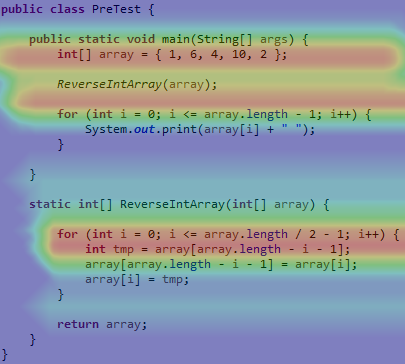 public class PreTest {
public static void main(String[] args) {
int[] array = { 1, 6, 4, 10, 2 };
ReverseIntArray(array);
for (int i = 0; i <= array.length - 1; i++) {
System.out.print(array[i] + " ");
}
}
static int[] ReverseIntArray(int[] array) {
for (int i = 0; i <= array.length / 2 - 1; i++) {
int tmp = array[array.length - i - 1];
array[array.length - i - 1] = array[i];
array[i] = tmp;
}
return array;
}
}